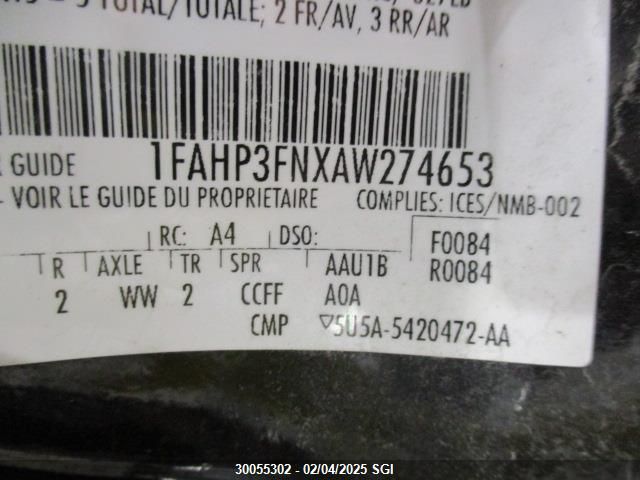 TOTAL/TOTALE; 2 FR/AV, 3 RR/AR
1FAHP3FNXAW274653
GUIDE
- VOIR LE GUIDE DU PROPRIETAIRE COMPLIES: ICES/NMB-002
RC: A4 DSO: F0084
R AXLE TR SPR AAU1B R0084
2 WW 2 CCFF A0A
CMP ▽5U5A-5420472-AA
30055302 - 02/04/2025 SGI